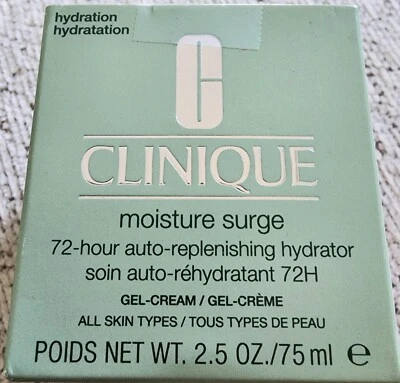 hydration
hydratation
C
CLINIQUE
moisture surge
72-hour auto-replenishing hydrator
soin auto-réhydratant 72H
GEL-CREAM / GEL-CRÈME
ALL SKIN TYPES / TOUS TYPES DE PEAU
POIDS NET WT. 2.5 OZ./75 ml ℮